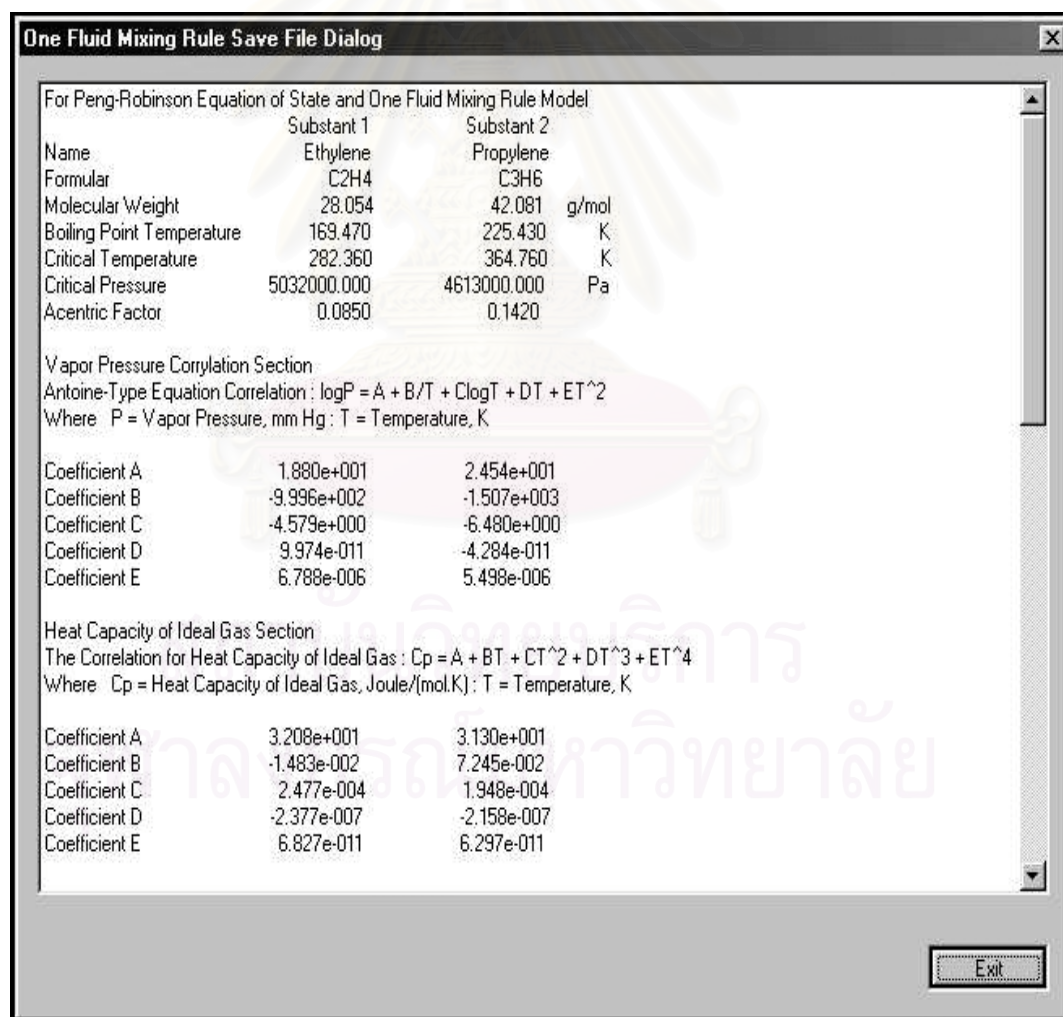 One Fluid Mixing Rule Save File Dialog
For Peng-Robinson Equation of State and One Fluid Mixing Rule Model
Substant 1 Substant 2
Name Ethylene Propylene
Formular C2H4 C3H6
Molecular Weight 28.054 42.081 g/mol
Boiling Point Temperature 169.470 225.430 K
Critical Temperature 282.360 364.760 K
Critical Pressure 5032000.000 4613000.000 Pa
Acentric Factor 0.0850 0.1420
Vapor Pressure Corrylation Section
Antoine-Type Equation Correlation : logP = A + B/T + ClogT + DT + ET^2
Where P = Vapor Pressure, mm Hg : T = Temperature, K
Coefficient A 1.880e+001 2.454e+001
Coefficient B -9.996e+002 -1.507e+003
Coefficient C -4.579e+000 -6.480e+000
Coefficient D 9.974e-011 -4.284e-011
Coefficient E 6.788e-006 5.498e-006
Heat Capacity of Ideal Gas Section
The Correlation for Heat Capacity of Ideal Gas : Cp = A + BT + CT^2 + DT^3 + ET^4
Where Cp = Heat Capacity of Ideal Gas, Joule/(mol.K) : T = Temperature, K
Coefficient A 3.208e+001 3.130e+001
Coefficient B -1.483e-002 7.245e-002
Coefficient C 2.477e-004 1.948e-004
Coefficient D -2.377e-007 -2.158e-007
Coefficient E 6.827e-011 6.297e-011
Exit